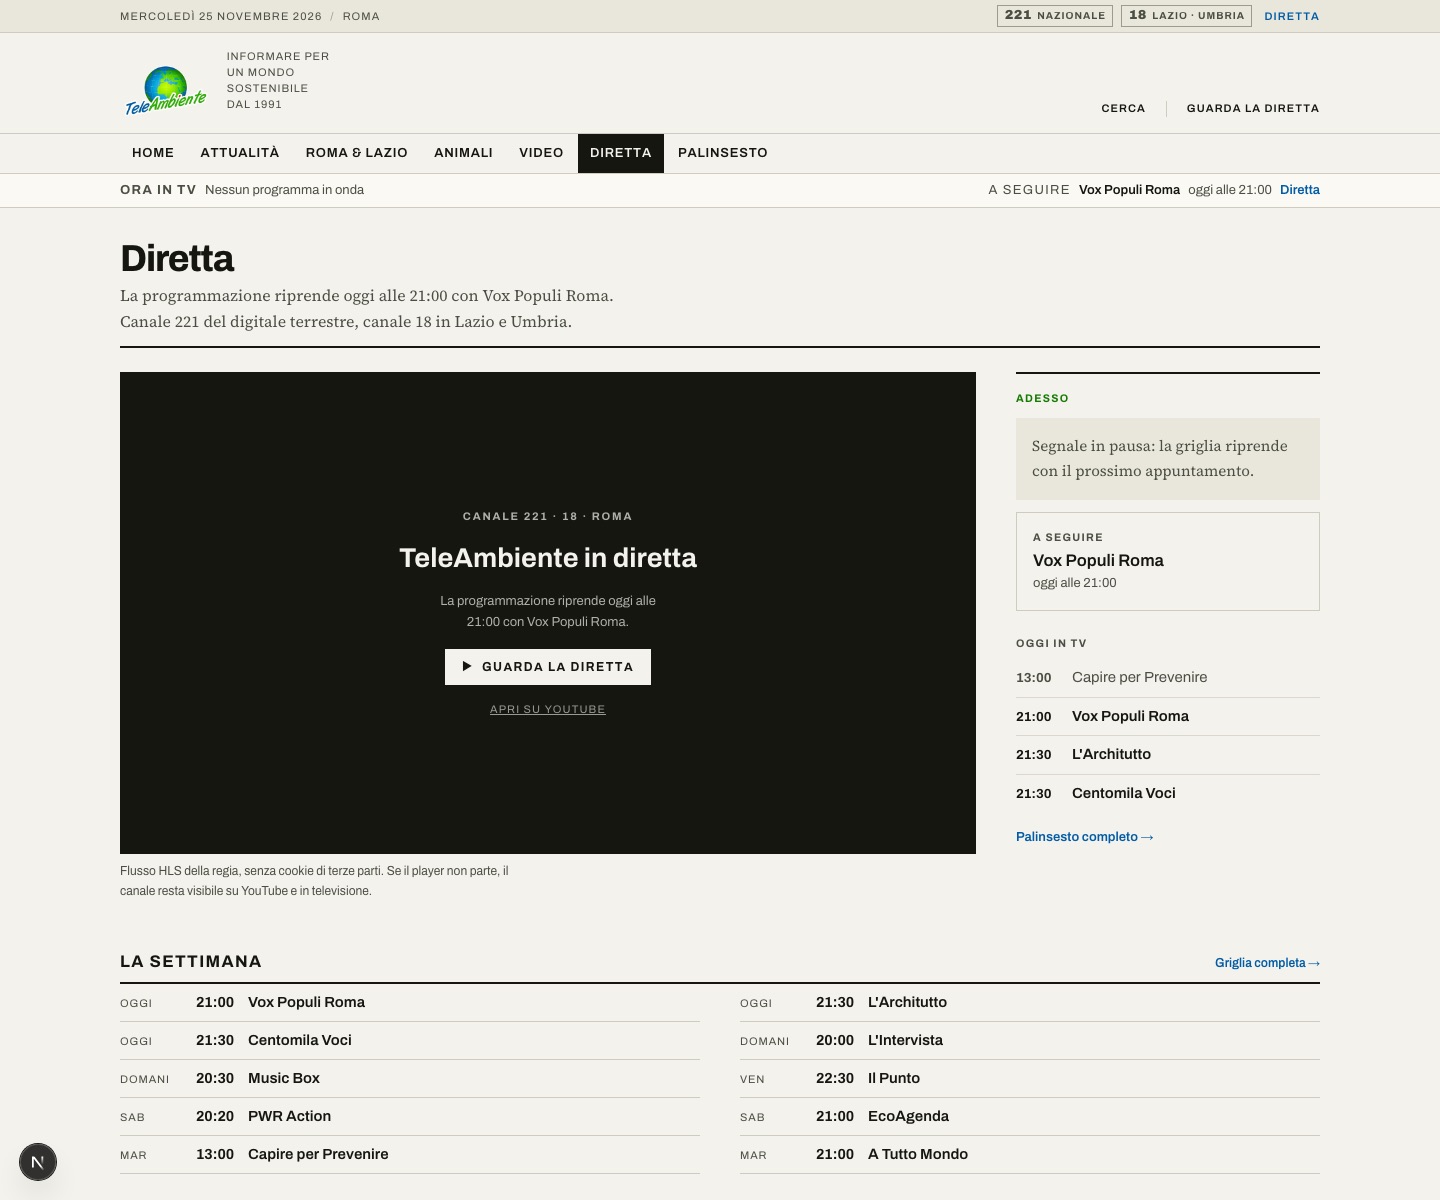 MERCOLEDÌ 25 NOVEMBRE 2026 / ROMA
221 NAZIONALE
18 LAZIO · UMBRIA
DIRETTA
TeleAmbiente
INFORMARE PER
UN MONDO
SOSTENIBILE
DAL 1991
CERCA
GUARDA LA DIRETTA
HOME
ATTUALITÀ
ROMA & LAZIO
ANIMALI
VIDEO
DIRETTA
PALINSESTO
ORA IN TV Nessun programma in onda
A SEGUIRE Vox Populi Roma oggi alle 21:00 Diretta
Diretta
La programmazione riprende oggi alle 21:00 con Vox Populi Roma.
Canale 221 del digitale terrestre, canale 18 in Lazio e Umbria.
CANALE 221 · 18 · ROMA
TeleAmbiente in diretta
La programmazione riprende oggi alle
21:00 con Vox Populi Roma.
GUARDA LA DIRETTA
APRI SU YOUTUBE
Flusso HLS della regia, senza cookie di terze parti. Se il player non parte, il
canale resta visibile su YouTube e in televisione.
ADESSO
Segnale in pausa: la griglia riprende
con il prossimo appuntamento.
A SEGUIRE
Vox Populi Roma
oggi alle 21:00
OGGI IN TV
13:00 Capire per Prevenire
21:00 Vox Populi Roma
21:30 L'Architutto
21:30 Centomila Voci
Palinsesto completo →
LA SETTIMANA
Griglia completa →
OGGI 21:00 Vox Populi Roma
OGGI 21:30 L'Architutto
OGGI 21:30 Centomila Voci
DOMANI 20:00 L'Intervista
DOMANI 20:30 Music Box
VEN 22:30 Il Punto
SAB 20:20 PWR Action
SAB 21:00 EcoAgenda
MAR 13:00 Capire per Prevenire
MAR 21:00 A Tutto Mondo
N